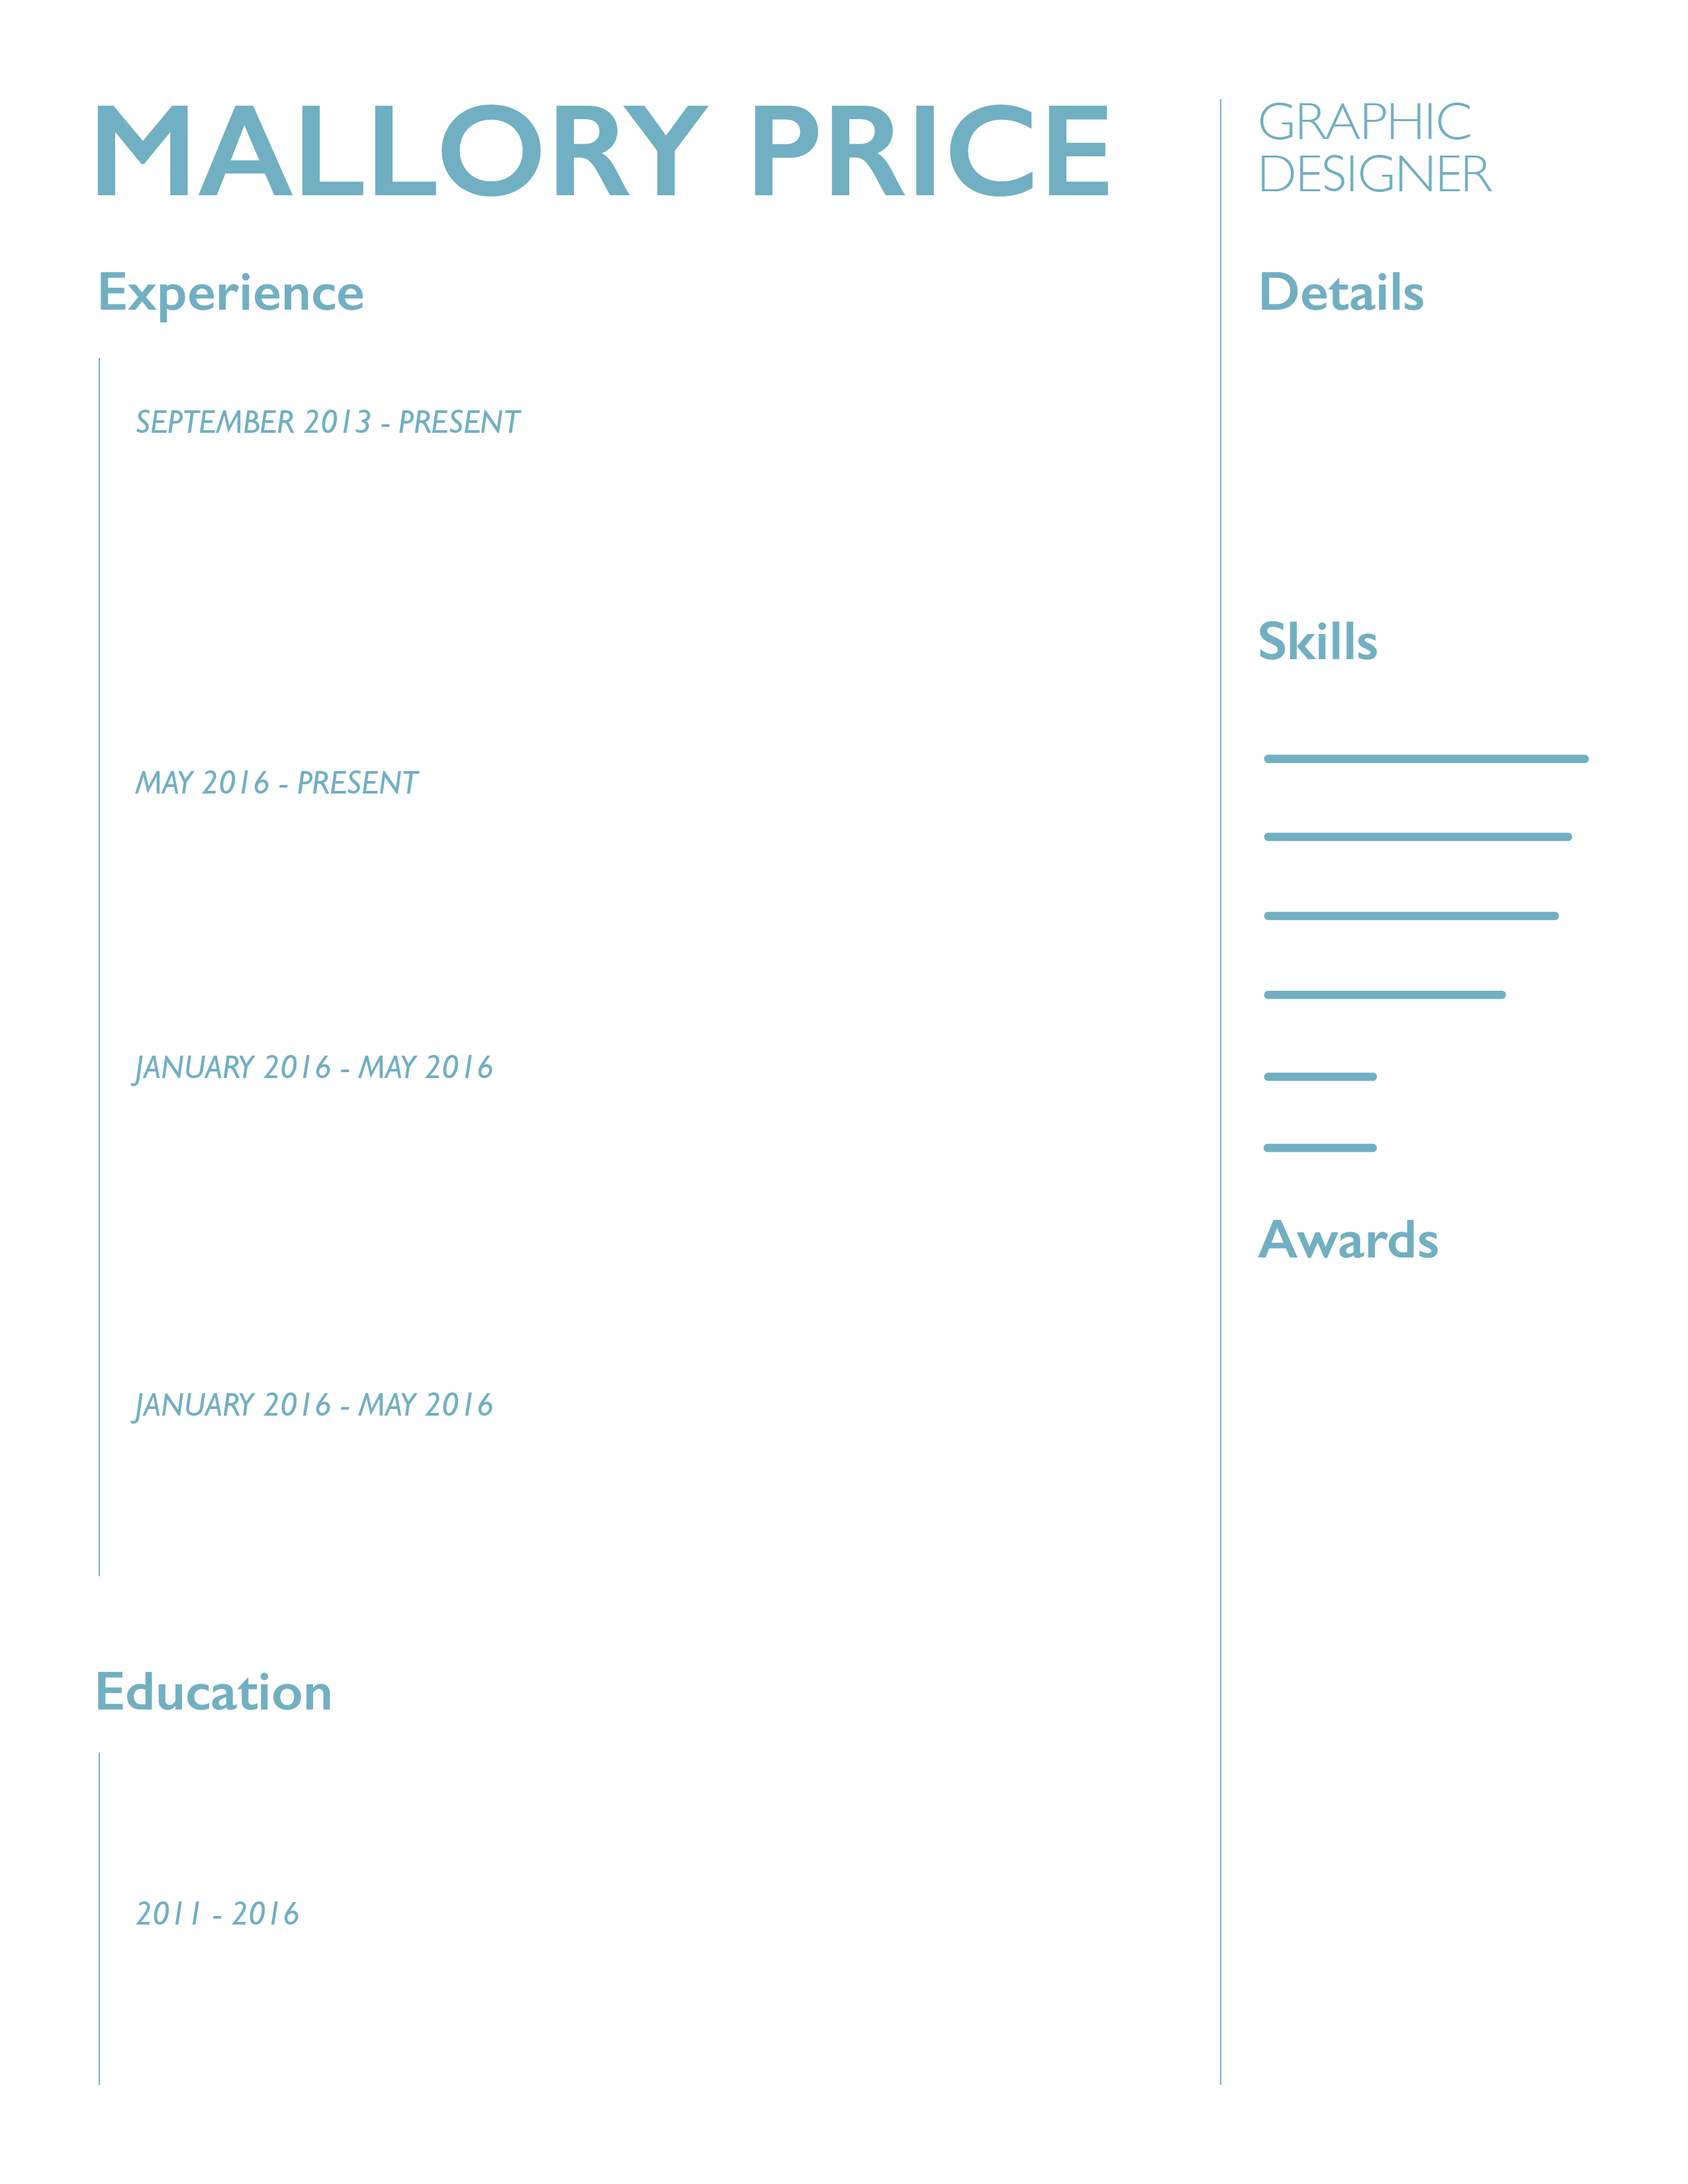 MALLORY PRICE
GRAPHIC
DESIGNER
Experience
SEPTEMBER 2013 - PRESENT
MAY 2016 - PRESENT
JANUARY 2016 - MAY 2016
JANUARY 2016 - MAY 2016
Education
2011 - 2016
Details
Skills
Awards